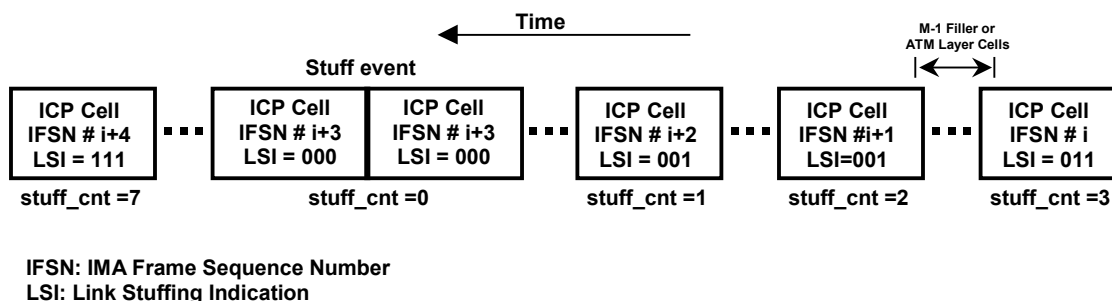 Time
M-1 Filler or
ATM Layer Cells
Stuff event
ICP Cell
IFSN # i+4
LSI = 111
ICP Cell
IFSN # i+3
LSI = 000
ICP Cell
IFSN # i+3
LSI = 000
ICP Cell
IFSN # i+2
LSI = 001
ICP Cell
IFSN #i+1
LSI=001
ICP Cell
IFSN # i
LSI = 011
stuff_cnt =7
stuff_cnt =0
stuff_cnt =1
stuff_cnt =2
stuff_cnt =3
IFSN: IMA Frame Sequence Number
LSI: Link Stuffing Indication